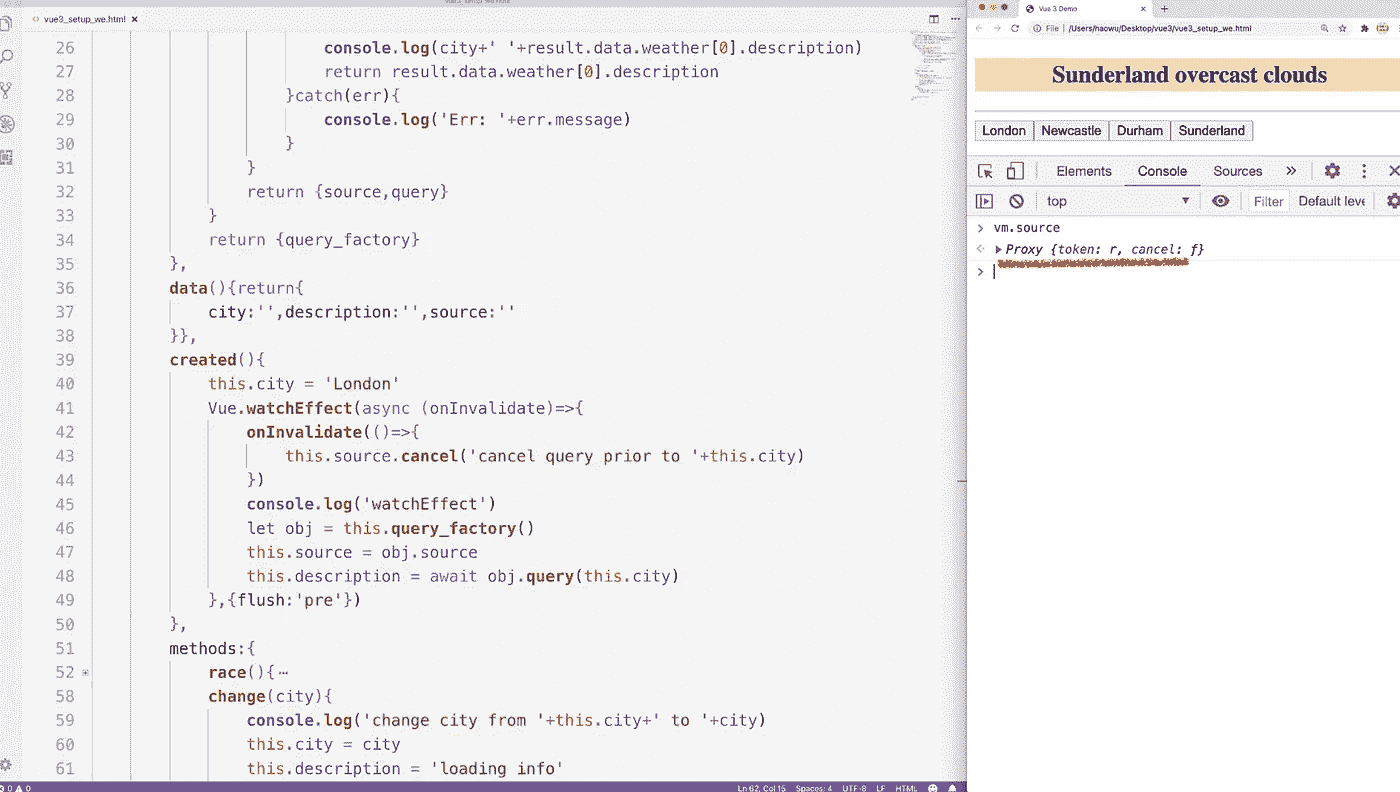 vue3_setup_we.html
26 console.log(city+' '+result.data.weather[0].description)
27 return result.data.weather[0].description
28 }catch(err){
29 console.log('Err: '+err.message)
30 }
31 }
32 return {source,query}
33 }
34 return {query_factory}
35 },
36 data(){return{
37 city:'',description:'',source:''
38 }},
39 created(){
40 this.city = 'London'
41 Vue.watchEffect(async (onInvalidate)=>{
42 onInvalidate(()=>{
43 this.source.cancel('cancel query prior to '+this.city)
44 })
45 console.log('watchEffect')
46 let obj = this.query_factory()
47 this.source = obj.source
48 this.description = await obj.query(this.city)
49 },{flush:'pre'})
50 },
51 methods:{
52 race(){⋯
58 change(city){
59 console.log('change city from '+this.city+' to '+city)
60 this.city = city
61 this.description = 'loading info'
0 0 Ln 62, Col 15 Spaces: 4 UTF-8 LF HTML
Vue 3 Demo
File /Users/naowu/Desktop/vue3/vue3_setup_we.html
Sunderland overcast clouds
London Newcastle Durham Sunderland
Elements Console Sources »
top Filter Default leve
> vm.source
Proxy {token: r, cancel: f}
>